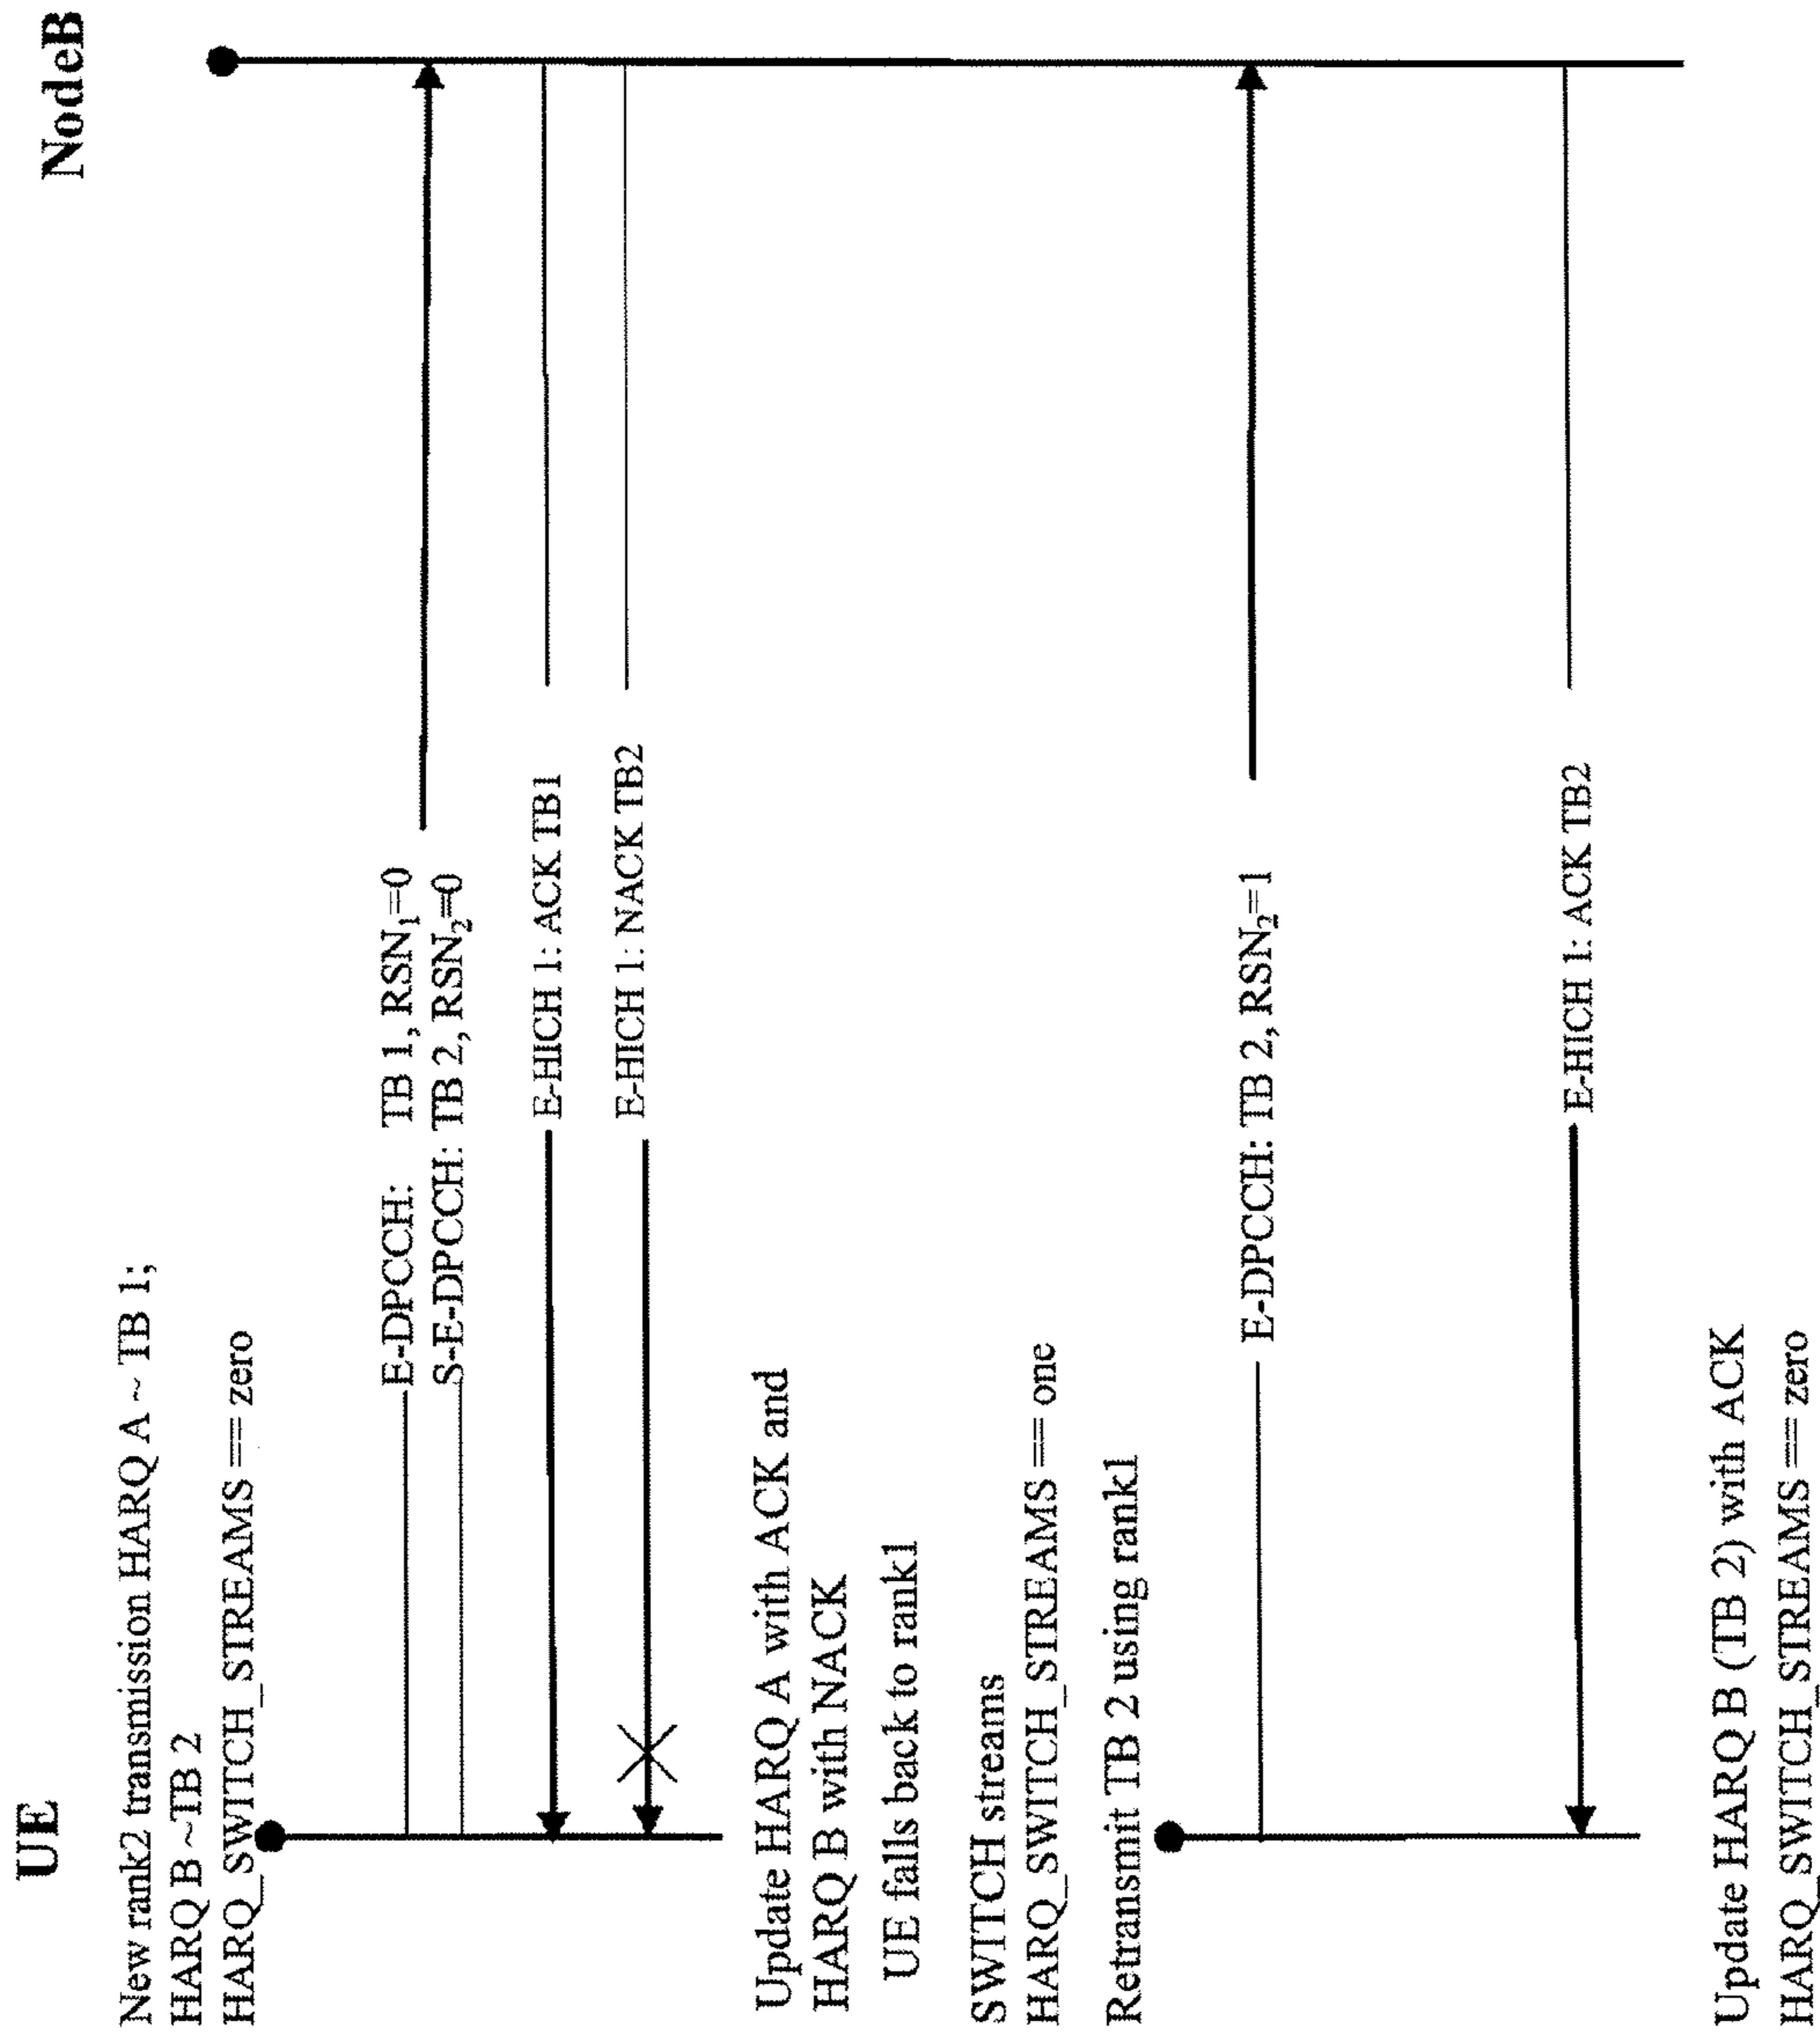 UE
NodeB
New rank2 transmission HARQ A ~ TB 1;
HARQ B ~TB 2
HARQ_SWITCH_STREAMS == zero
E-DPCCH: TB 1, RSN₁=0
S-E-DPCCH: TB 2, RSN₂=0
E-HICH 1: ACK TB1
E-HICH 1: NACK TB2
Update HARQ A with ACK and
HARQ B with NACK
UE falls back to rank1
SWITCH streams
HARQ_SWITCH_STREAMS == one
Retransmit TB 2 using rank1
E-DPCCH: TB 2, RSN₂=1
E-HICH 1: ACK TB2
Update HARQ B (TB 2) with ACK
HARQ_SWITCH_STREAMS == zero